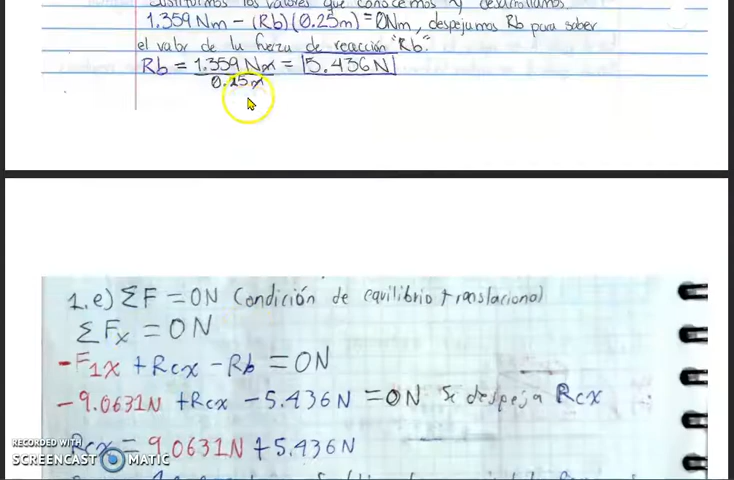 Sustituimos los valores que conocemos y desarrollamos.
1.359 Nm - (Rb)(0.25m) = 0Nm, despejamos Rb para saber
el valor de la fuerza de reacción "Rb".
Rb = 1.359 Nm = 5.436N
0.25m
1.e) ΣF = 0N Condición de equilibrio translacional
ΣFx = 0N
-F1x + Rcx - Rb = 0N
-9.0631N + Rcx - 5.436N = 0N Se despeja Rcx
Rcx = 9.0631N + 5.436N
RECORDED WITH
SCREENCAST MATIC